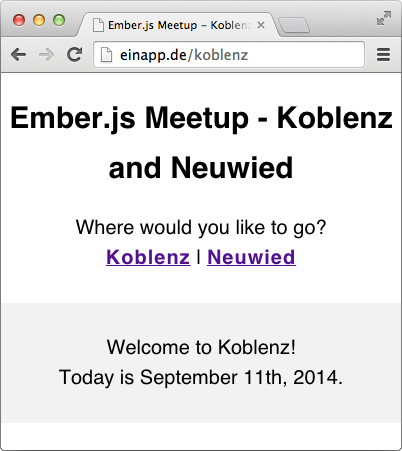 Ember.js Meetup – Koblenz
einapp.de/koblenz
Ember.js Meetup - Koblenz
and Neuwied
Where would you like to go?
Koblenz | Neuwied
Welcome to Koblenz!
Today is September 11th, 2014.